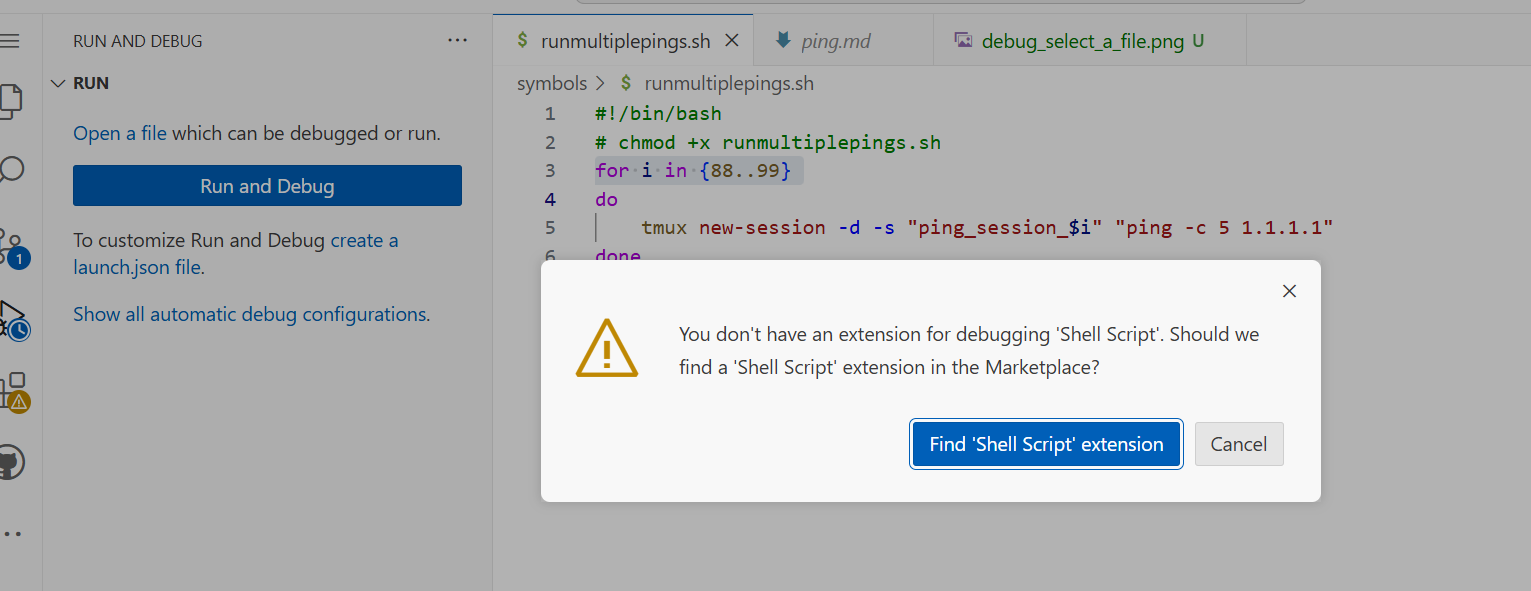 RUN AND DEBUG
RUN
Open a file which can be debugged or run.
Run and Debug
To customize Run and Debug create a
launch.json file.
Show all automatic debug configurations.
1
$ runmultiplepings.sh
ping.md
debug_select_a_file.png U
symbols > $ runmultiplepings.sh
1 #!/bin/bash
2 # chmod +x runmultiplepings.sh
3 for i in {88..99}
4 do
5 tmux new-session -d -s "ping_session_$i" "ping -c 5 1.1.1.1"
6 done
You don't have an extension for debugging 'Shell Script'. Should we
find a 'Shell Script' extension in the Marketplace?
Find 'Shell Script' extension
Cancel